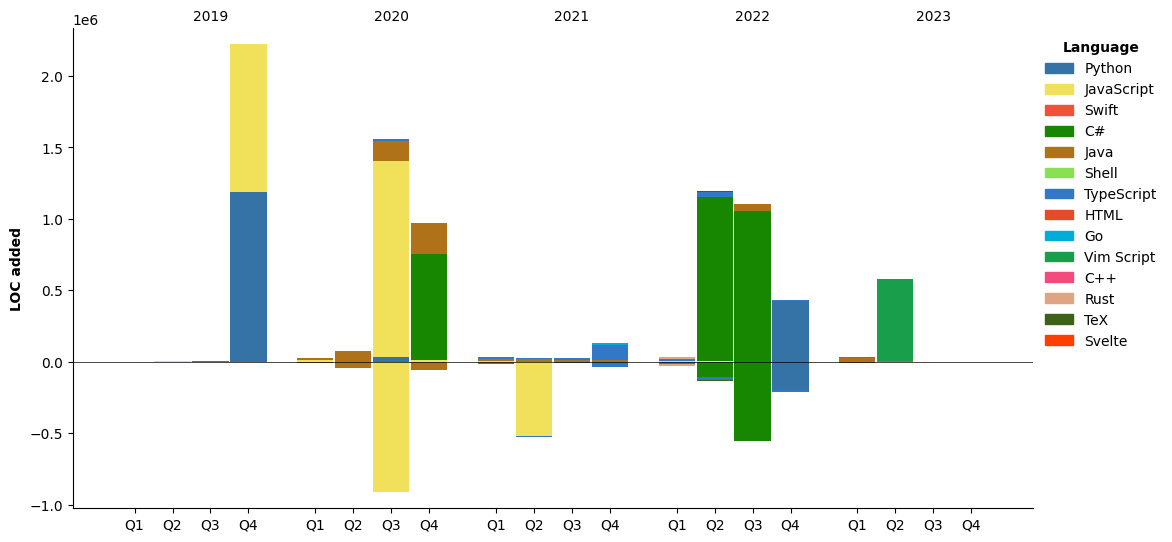 1e6
2019 2020 2021 2022 2023
2.0
1.5
1.0
0.5
0.0
−0.5
−1.0
LOC added
Q1 Q2 Q3 Q4 Q1 Q2 Q3 Q4 Q1 Q2 Q3 Q4 Q1 Q2 Q3 Q4 Q1 Q2 Q3 Q4
Language
Python
JavaScript
Swift
C#
Java
Shell
TypeScript
HTML
Go
Vim Script
C++
Rust
TeX
Svelte